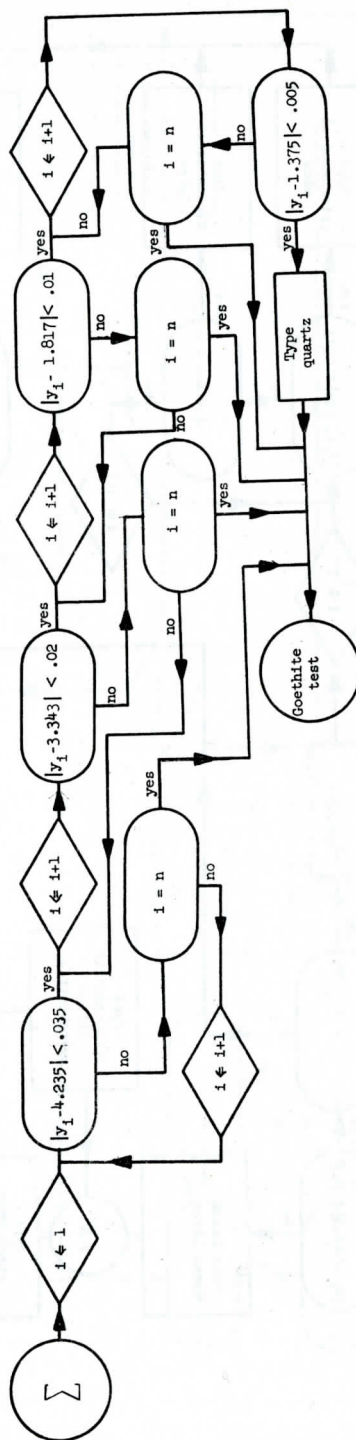 Σ
i ⇐ 1
|y_i-4.235| < .035
yes
no
i = n
yes
no
i ⇐ i+1
i ⇐ i+1
|y_i-3.343| < .02
yes
no
i = n
yes
no
i ⇐ i+1
|y_i- 1.817| < .01
yes
no
i = n
yes
no
i ⇐ i+1
|y_i-1.375| < .005
no
yes
i = n
no
yes
Type
quartz
Goethite
test